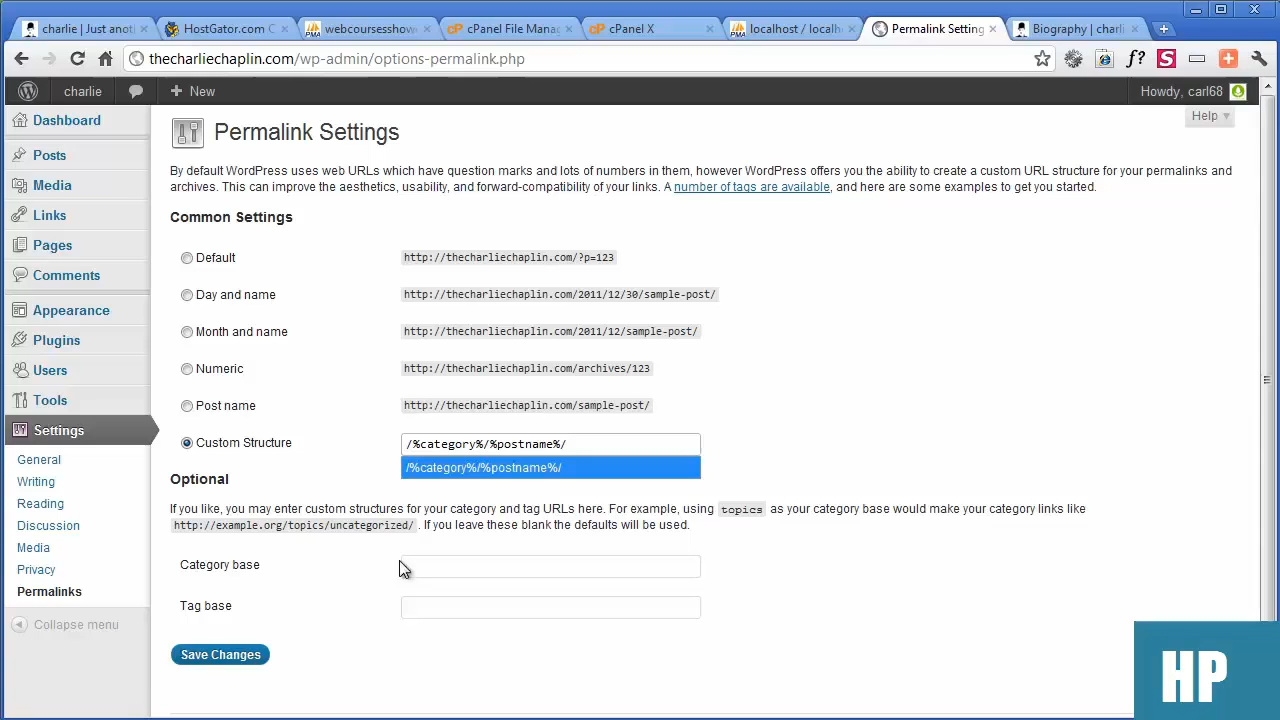 charlie | Just anoth
HostGator.com C
webcoursesshow
cPanel File Mana
cPanel X
localhost / localh
Permalink Setting
Biography | charli
thecharliechaplin.com/wp-admin/options-permalink.php
charlie
New
Howdy, carl68
Help
Dashboard
Posts
Media
Links
Pages
Comments
Appearance
Plugins
Users
Tools
Settings
General
Writing
Reading
Discussion
Media
Privacy
Permalinks
Collapse menu
Permalink Settings
By default WordPress uses web URLs which have question marks and lots of numbers in them, however WordPress offers you the ability to create a custom URL structure for your permalinks and
archives. This can improve the aesthetics, usability, and forward-compatibility of your links. A number of tags are available, and here are some examples to get you started.
Common Settings
Default http://thecharliechaplin.com/?p=123
Day and name http://thecharliechaplin.com/2011/12/30/sample-post/
Month and name http://thecharliechaplin.com/2011/12/sample-post/
Numeric http://thecharliechaplin.com/archives/123
Post name http://thecharliechaplin.com/sample-post/
Custom Structure /%category%/%postname%/
/%category%/%postname%/
Optional
If you like, you may enter custom structures for your category and tag URLs here. For example, using topics as your category base would make your category links like
http://example.org/topics/uncategorized/ . If you leave these blank the defaults will be used.
Category base
Tag base
Save Changes
HP